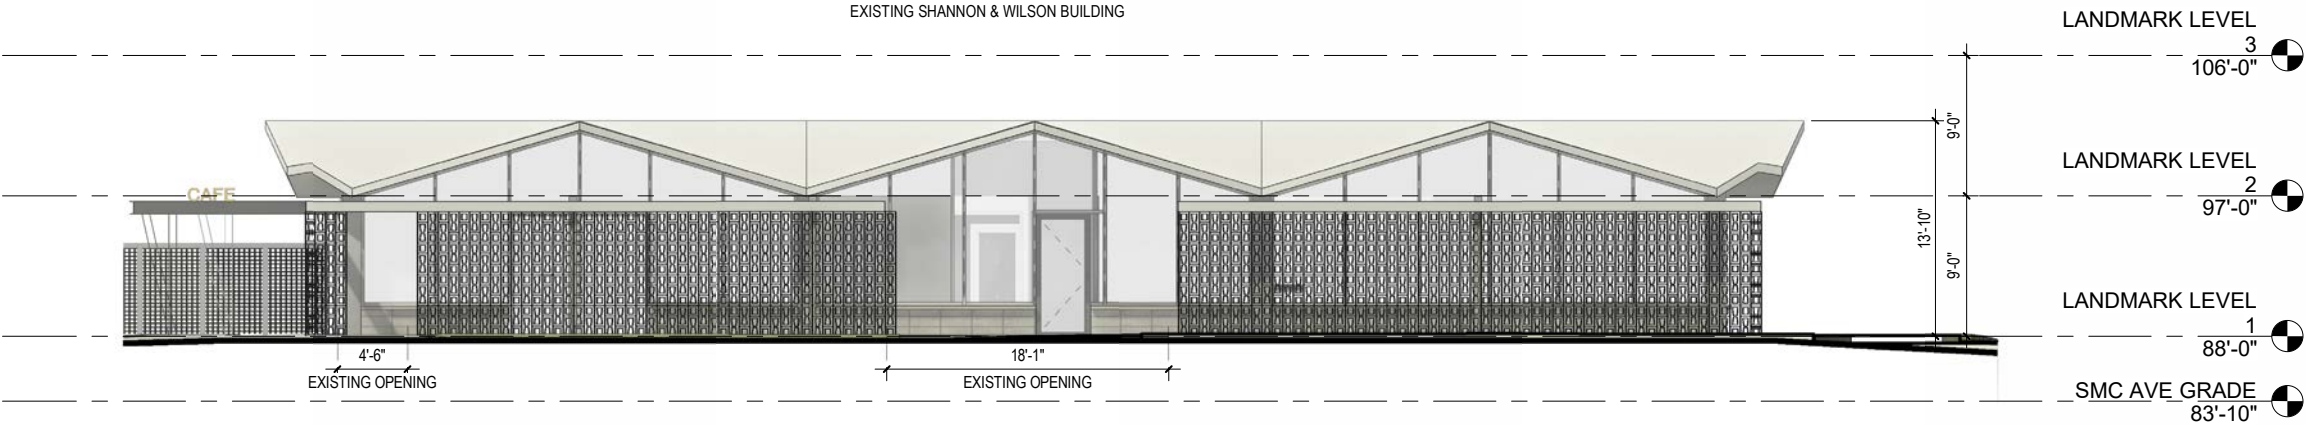 EXISTING SHANNON & WILSON BUILDING
LANDMARK LEVEL
3
106'-0"
9'-0"
LANDMARK LEVEL
2
97'-0"
CAFE
13'-10"
9'-0"
LANDMARK LEVEL
1
88'-0"
4'-6"
EXISTING OPENING
18'-1"
EXISTING OPENING
SMC AVE GRADE
83'-10"